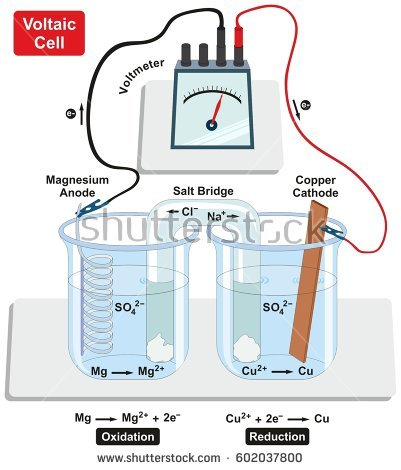 Voltaic
Cell
Voltmeter
e-
e-
Magnesium
Anode
Salt Bridge
Copper
Cathode
Cl⁻
Na⁺
shutterstock
SO₄²⁻
SO₄²⁻
Mg → Mg²⁺
Cu²⁺ → Cu
Mg → Mg²⁺ + 2e⁻
Cu²⁺ + 2e⁻ → Cu
Oxidation
Reduction
www.shutterstock.com · 602037800